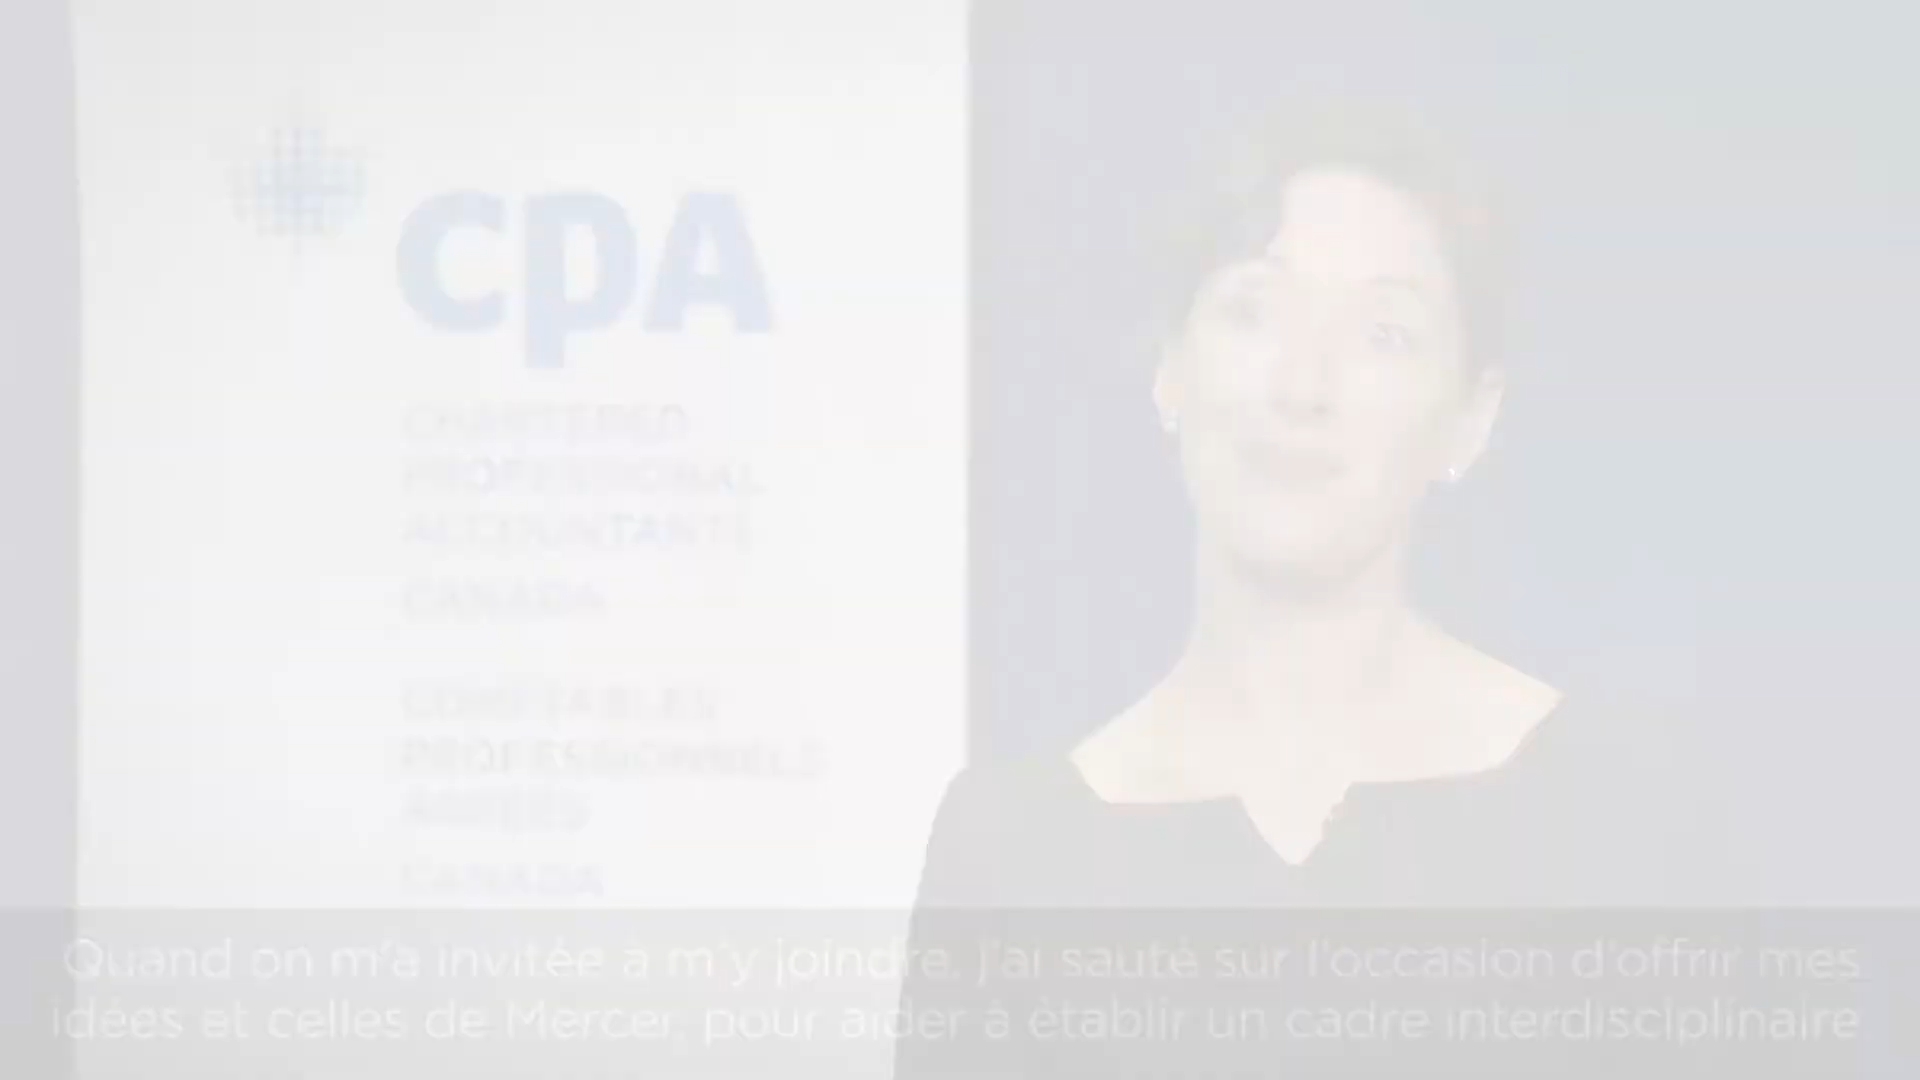 cpa
CHARTERED
PROFESSIONAL
ACCOUNTANTS
CANADA
COMPTABLES
PROFESSIONNELS
AGRÉÉS
CANADA
Quand on m'a invitée à m'y joindre, j'ai sauté sur l'occasion d'offrir mes
idées et celles de Mercer, pour aider à établir un cadre interdisciplinaire